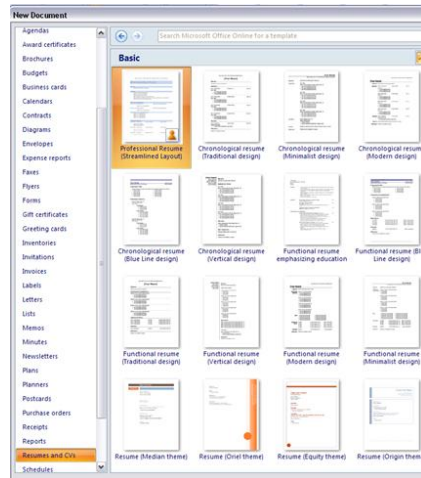 New Document
Agendas
Award certificates
Brochures
Budgets
Business cards
Calendars
Contracts
Diagrams
Envelopes
Expense reports
Faxes
Flyers
Forms
Gift certificates
Greeting cards
Inventories
Invitations
Invoices
Labels
Letters
Lists
Memos
Minutes
Newsletters
Plans
Planners
Postcards
Purchase orders
Receipts
Reports
Resumes and CVs
Schedules
Search Microsoft Office Online for a template
Basic
Professional Resume
(Streamlined Layout)
Chronological resume
(Traditional design)
Chronological resume
(Minimalist design)
Chronological resume
(Modern design)
Chronological resume
(Blue Line design)
Chronological resume
(Vertical design)
Functional resume
emphasizing education
Functional resume (Bl
Line design)
Functional resume
(Traditional design)
Functional resume
(Vertical design)
Functional resume
(Modern design)
Functional resume
(Minimalist design)
Resume (Median theme)
Resume (Oriel theme)
Resume (Equity theme)
Resume (Origin them